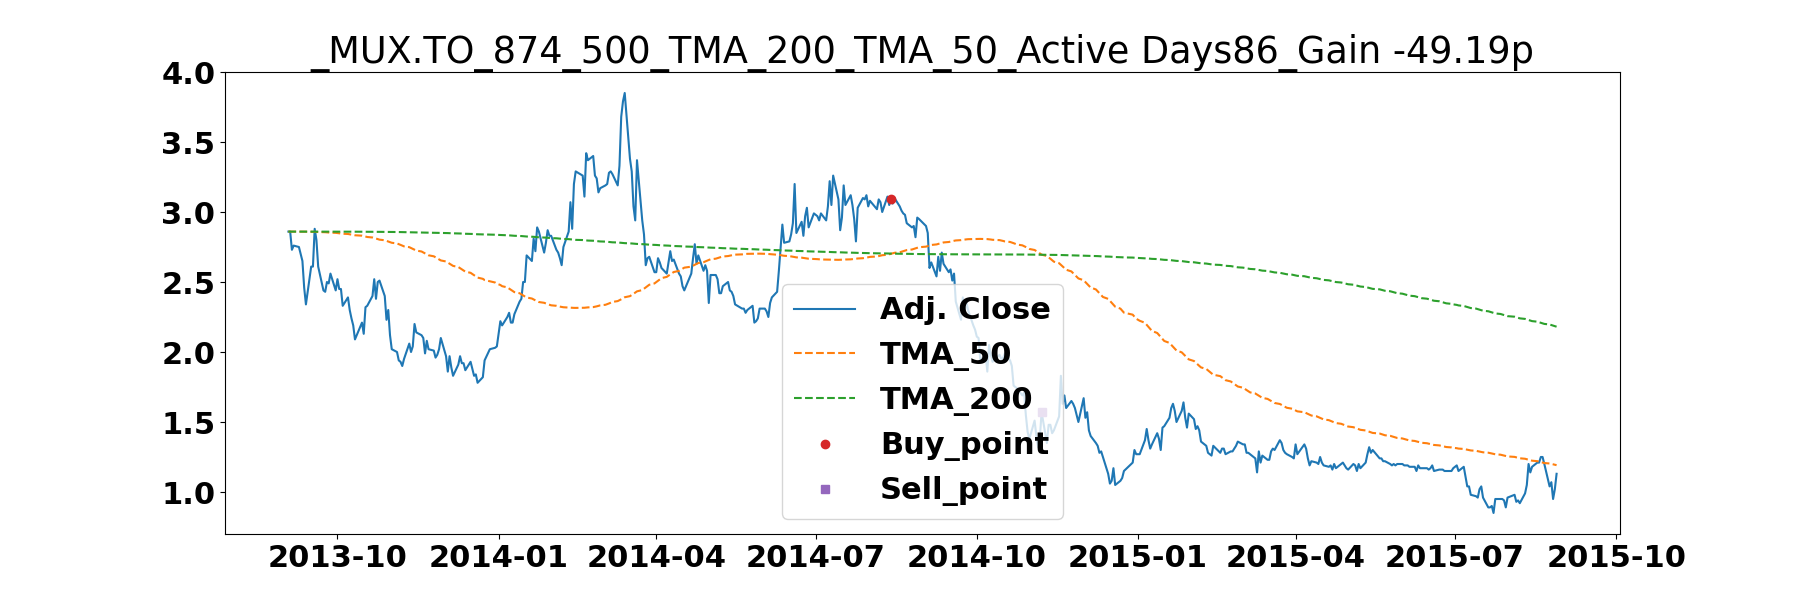 _MUX.TO_874_500_TMA_200_TMA_50_Active Days86_Gain -49.19p
4.0
3.5
3.0
2.5
2.0
1.5
1.0
Adj. Close
TMA_50
TMA_200
Buy_point
Sell_point
2013-10 2014-01 2014-04 2014-07 2014-10 2015-01 2015-04 2015-07 2015-10